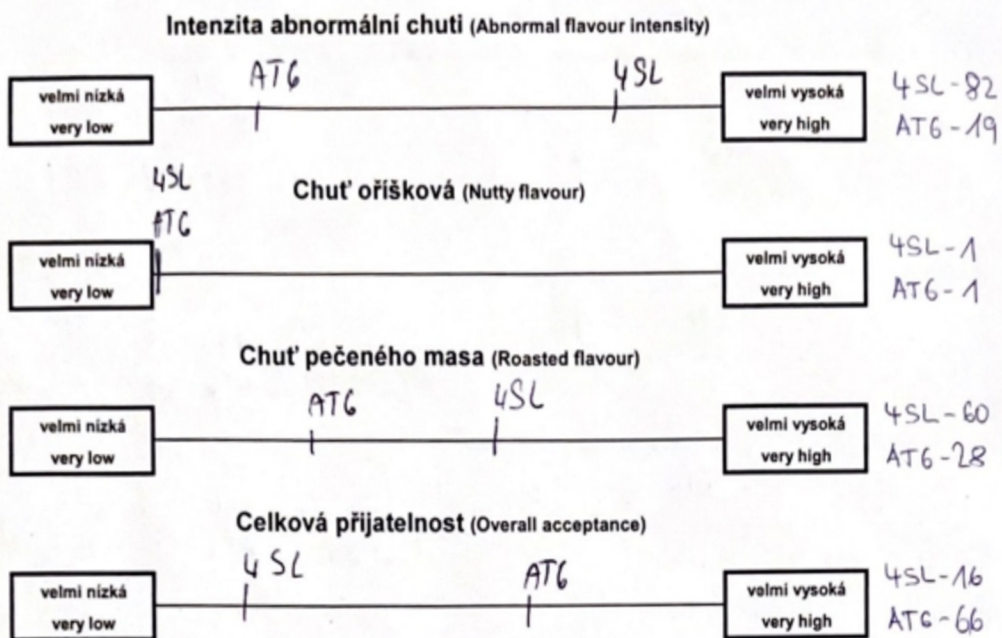 Intenzita abnormální chuti (Abnormal flavour intensity)
AT6 4SL
velmi nízká velmi vysoká 4SL-82
very low very high AT6-19
4SL
Chuť oříšková (Nutty flavour)
AT6
velmi nízká velmi vysoká 4SL-1
very low very high AT6-1
Chuť pečeného masa (Roasted flavour)
AT6 4SL
velmi nízká velmi vysoká 4SL-60
very low very high AT6-28
Celková přijatelnost (Overall acceptance)
4SL AT6
velmi nízká velmi vysoká 4SL-16
very low very high AT6-66